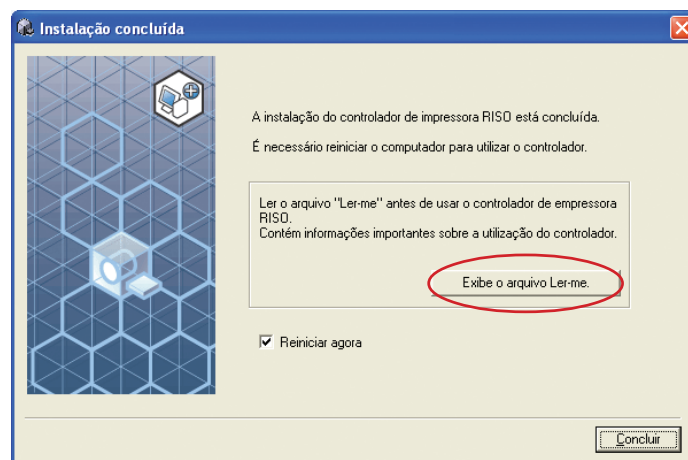 Instalação concluída
A instalação do controlador de impressora RISO está concluída.
É necessário reiniciar o computador para utilizar o controlador.
Ler o arquivo "Ler-me" antes de usar o controlador de empressora
RISO.
Contém informações importantes sobre a utilização do controlador.
Exibe o arquivo Ler-me.
Reiniciar agora
Concluir